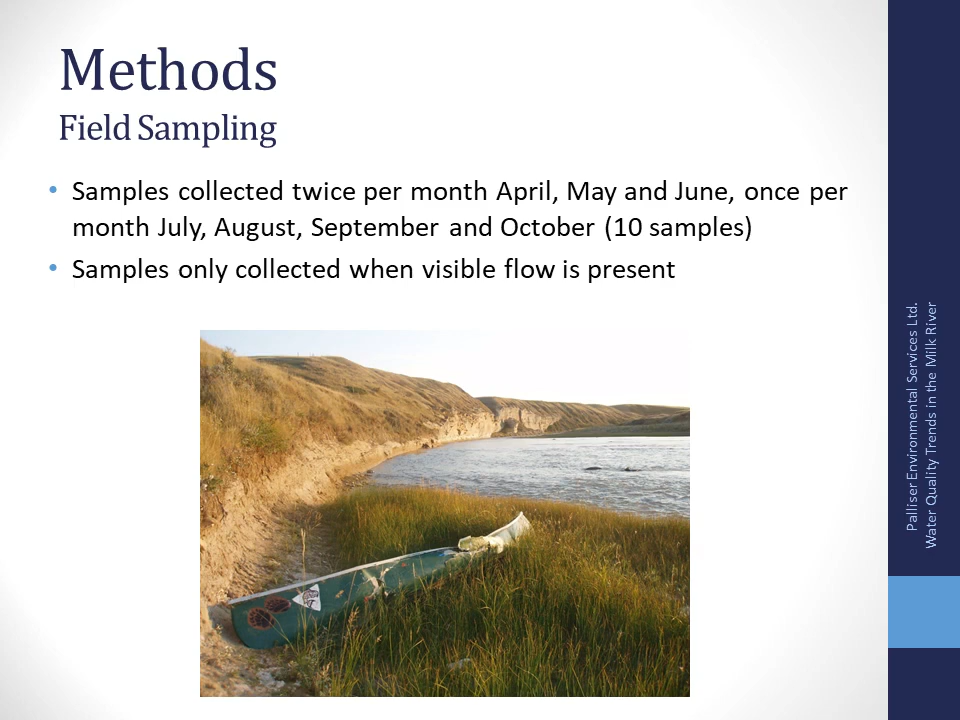 Methods
Field Sampling
• Samples collected twice per month April, May and June, once per
month July, August, September and October (10 samples)
• Samples only collected when visible flow is present
Palliser Environmental Services Ltd.
Water Quality Trends in the Milk River